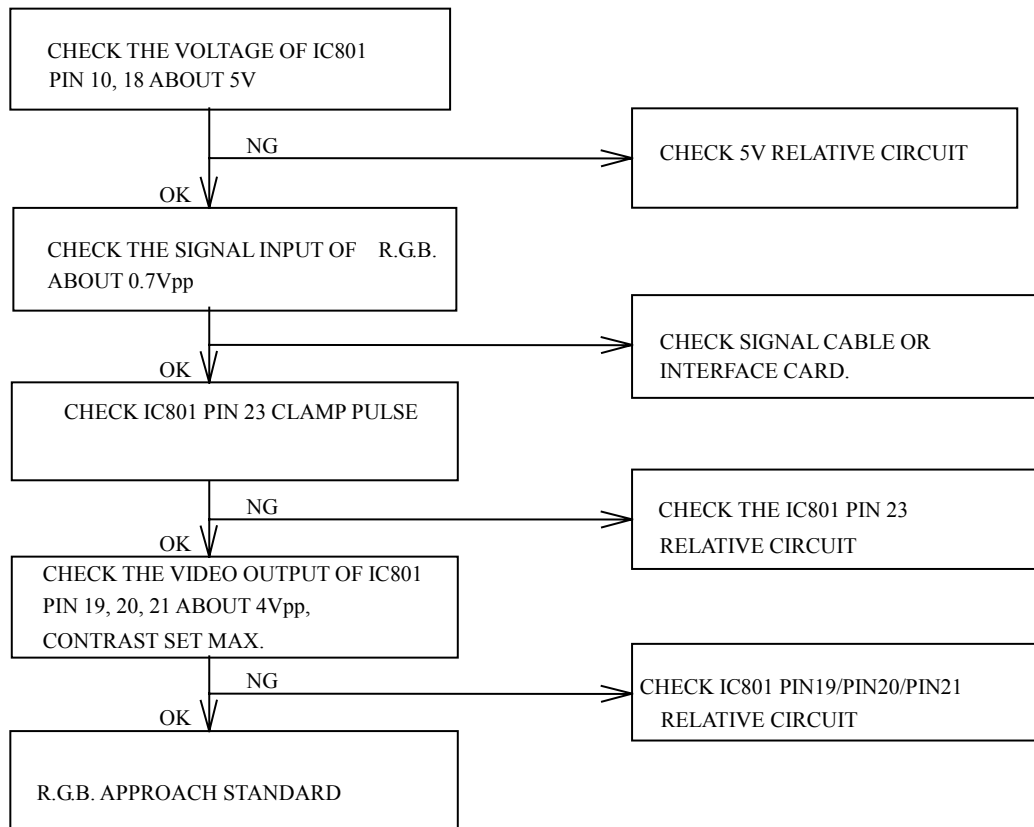 CHECK THE VOLTAGE OF IC801
PIN 10, 18 ABOUT 5V
NG
CHECK 5V RELATIVE CIRCUIT
OK
CHECK THE SIGNAL INPUT OF R.G.B.
ABOUT 0.7Vpp
CHECK SIGNAL CABLE OR
INTERFACE CARD.
OK
CHECK IC801 PIN 23 CLAMP PULSE
NG
CHECK THE IC801 PIN 23
RELATIVE CIRCUIT
OK
CHECK THE VIDEO OUTPUT OF IC801
PIN 19, 20, 21 ABOUT 4Vpp,
CONTRAST SET MAX.
NG
CHECK IC801 PIN19/PIN20/PIN21
RELATIVE CIRCUIT
OK
R.G.B. APPROACH STANDARD